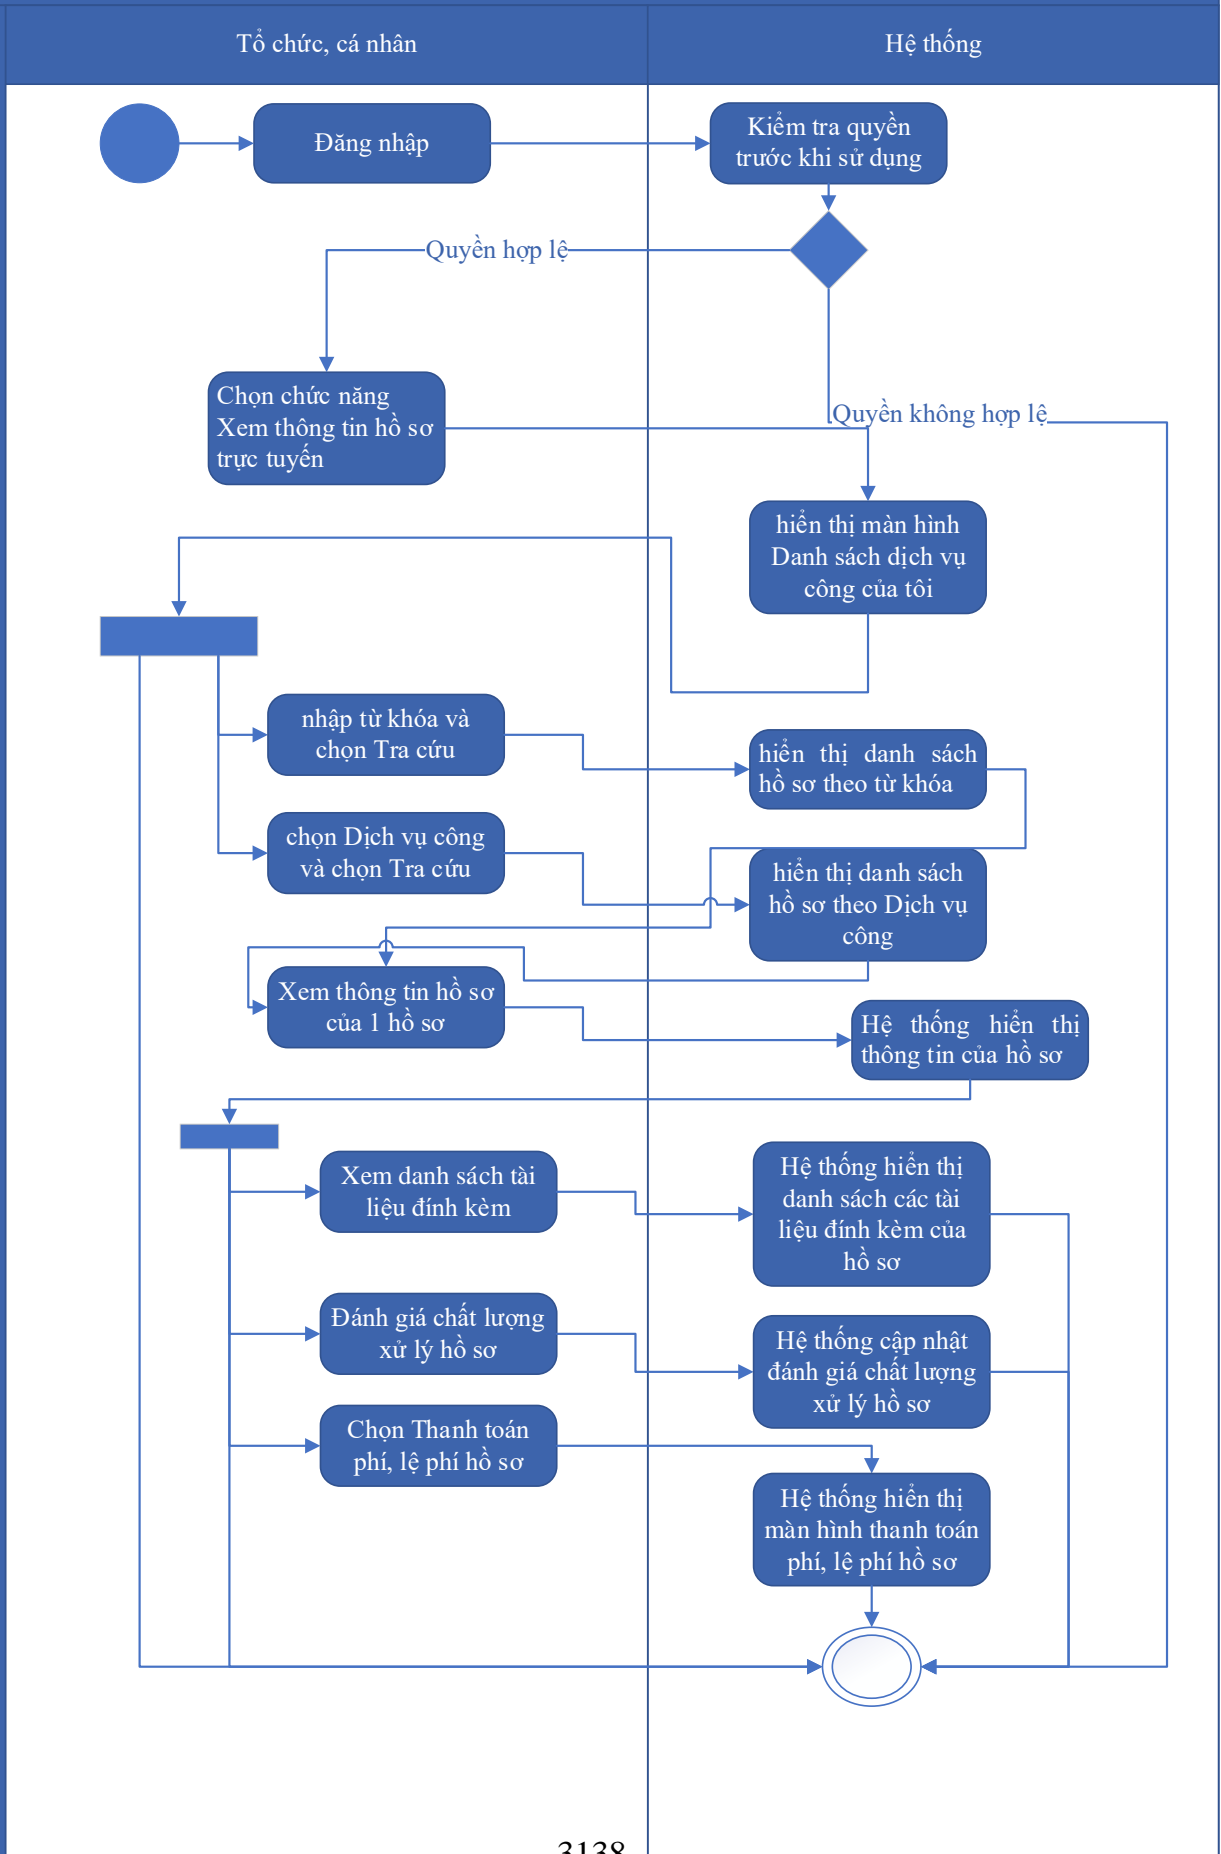 Tổ chức, cá nhân
Hệ thống
Đăng nhập
Kiểm tra quyền
trước khi sử dụng
Quyền hợp lệ
Chọn chức năng
Xem thông tin hồ sơ
trực tuyến
Quyền không hợp lệ
hiển thị màn hình
Danh sách dịch vụ
công của tôi
nhập từ khóa và
chọn Tra cứu
hiển thị danh sách
hồ sơ theo từ khóa
chọn Dịch vụ công
và chọn Tra cứu
hiển thị danh sách
hồ sơ theo Dịch vụ
công
Xem thông tin hồ sơ
của 1 hồ sơ
Hệ thống hiển thị
thông tin của hồ sơ
Xem danh sách tài
liệu đính kèm
Hệ thống hiển thị
danh sách các tài
liệu đính kèm của
hồ sơ
Đánh giá chất lượng
xử lý hồ sơ
Hệ thống cập nhật
đánh giá chất lượng
xử lý hồ sơ
Chọn Thanh toán
phí, lệ phí hồ sơ
Hệ thống hiển thị
màn hình thanh toán
phí, lệ phí hồ sơ
3138